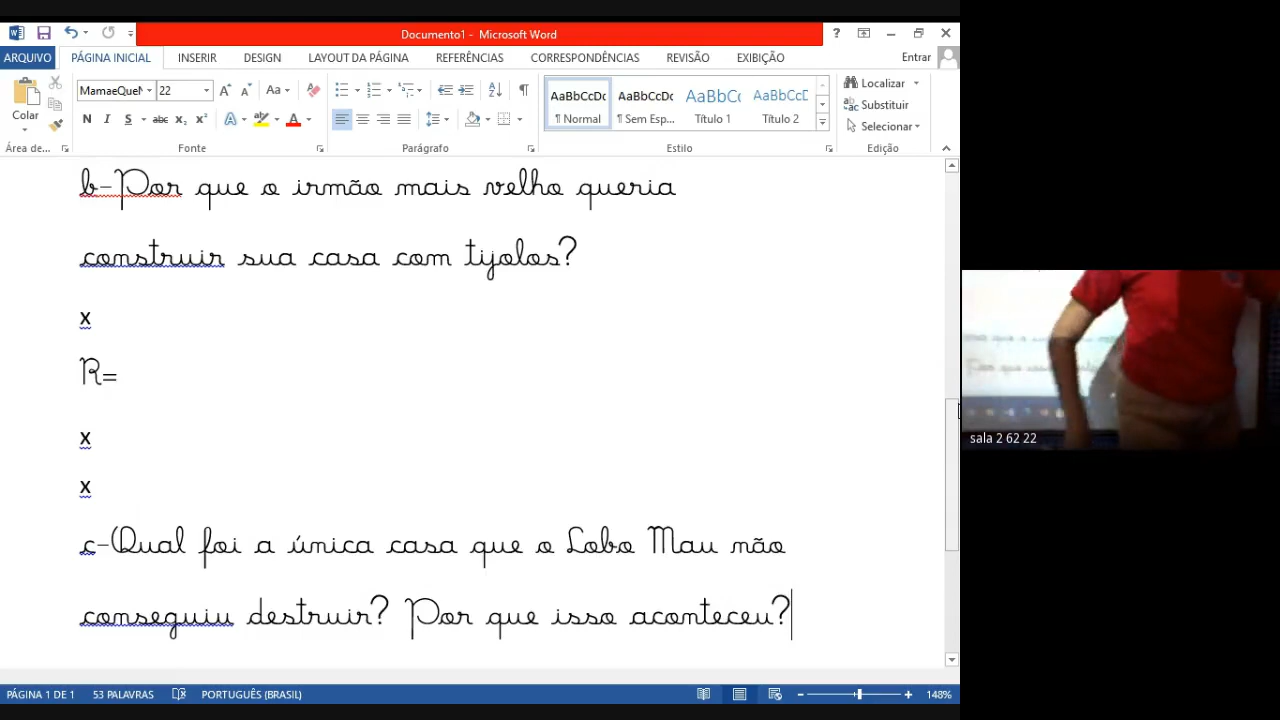 Documento1 - Microsoft Word
?
ARQUIVO PÁGINA INICIAL INSERIR DESIGN LAYOUT DA PÁGINA REFERÊNCIAS CORRESPONDÊNCIAS REVISÃO EXIBIÇÃO Entrar
Colar
MamaeQueN 22
Aa
N I S abc x₂ x²
AaBbCcDc AaBbCcDc AaBbCc AaBbCcD
¶ Normal ¶ Sem Esp... Título 1 Título 2
Localizar
Substituir
Selecionar
Área de... Fonte Parágrafo Estilo Edição
b-Por que o irmão mais velho queria
construir sua casa com tijolos?
x
R=
x
x
c-Qual foi a única casa que o Lobo Mau não
conseguiu destruir? Por que isso aconteceu?
sala 2 62 22
PÁGINA 1 DE 1 53 PALAVRAS PORTUGUÊS (BRASIL) 148%